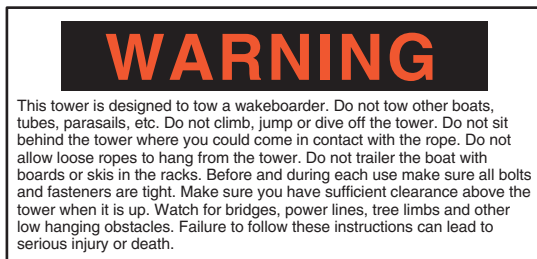 WARNING
This tower is designed to tow a wakeboarder. Do not tow other boats,
tubes, parasails, etc. Do not climb, jump or dive off the tower. Do not sit
behind the tower where you could come in contact with the rope. Do not
allow loose ropes to hang from the tower. Do not trailer the boat with
boards or skis in the racks. Before and during each use make sure all bolts
and fasteners are tight. Make sure you have sufficient clearance above the
tower when it is up. Watch for bridges, power lines, tree limbs and other
low hanging obstacles. Failure to follow these instructions can lead to
serious injury or death.